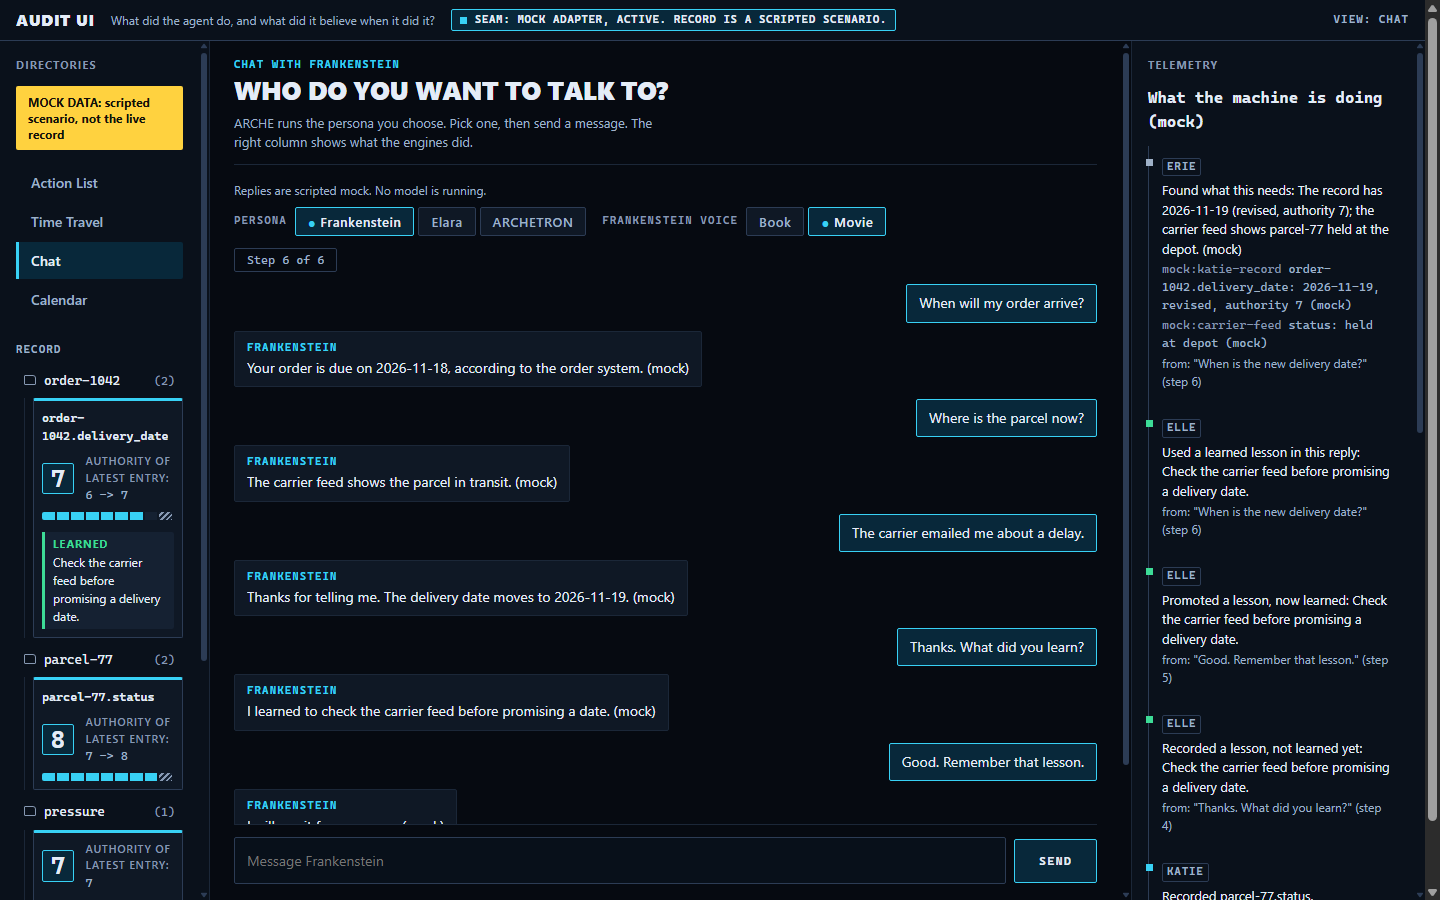 AUDIT UI
What did the agent do, and what did it believe when it did it?
SEAM: MOCK ADAPTER, ACTIVE. RECORD IS A SCRIPTED SCENARIO.
VIEW: CHAT
DIRECTORIES
MOCK DATA: scripted
scenario, not the live
record
Action List
Time Travel
Chat
Calendar
RECORD
order-1042 (2)
order-
1042.delivery_date
7
AUTHORITY OF
LATEST ENTRY:
6 -> 7
LEARNED
Check the carrier
feed before
promising a delivery
date.
parcel-77 (2)
parcel-77.status
8
AUTHORITY OF
LATEST ENTRY:
7 -> 8
pressure (1)
7
AUTHORITY OF
LATEST ENTRY:
7
CHAT WITH FRANKENSTEIN
WHO DO YOU WANT TO TALK TO?
ARCHE runs the persona you choose. Pick one, then send a message. The
right column shows what the engines did.
Replies are scripted mock. No model is running.
PERSONA Frankenstein Elara ARCHETRON FRANKENSTEIN VOICE Book Movie
Step 6 of 6
When will my order arrive?
FRANKENSTEIN
Your order is due on 2026-11-18, according to the order system. (mock)
Where is the parcel now?
FRANKENSTEIN
The carrier feed shows the parcel in transit. (mock)
The carrier emailed me about a delay.
FRANKENSTEIN
Thanks for telling me. The delivery date moves to 2026-11-19. (mock)
Thanks. What did you learn?
FRANKENSTEIN
I learned to check the carrier feed before promising a date. (mock)
Good. Remember that lesson.
FRANKENSTEIN
Message Frankenstein
SEND
TELEMETRY
What the machine is doing
(mock)
ERIE
Found what this needs: The record has
2026-11-19 (revised, authority 7); the
carrier feed shows parcel-77 held at the
depot. (mock)
mock:katie-record order-
1042.delivery_date: 2026-11-19,
revised, authority 7 (mock)
mock:carrier-feed status: held
at depot (mock)
from: "When is the new delivery date?"
(step 6)
ELLE
Used a learned lesson in this reply:
Check the carrier feed before promising
a delivery date.
from: "When is the new delivery date?"
(step 6)
ELLE
Promoted a lesson, now learned: Check
the carrier feed before promising a
delivery date.
from: "Good. Remember that lesson." (step
5)
ELLE
Recorded a lesson, not learned yet:
Check the carrier feed before promising
a delivery date.
from: "Thanks. What did you learn?" (step
4)
KATIE
Recorded parcel-77.status.